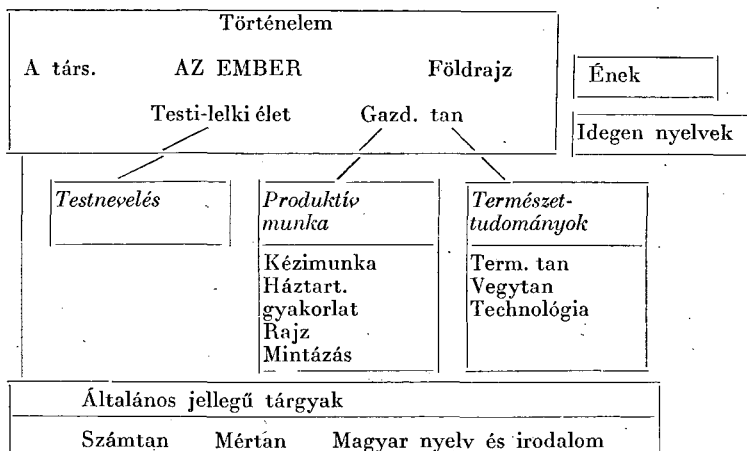 Történelem
A társ. AZ EMBER Földrajz
Ének
Testi-lelki élet Gazd. tan
Idegen nyelvek
Testnevelés
Produktív
munka
Kézimunka
Háztart.
gyakorlat
Rajz
Mintázás
Természet-
tudományok
Term. tan
Vegytan
Technológia
Általános jellegű tárgyak
Számtan Mértan Magyar nyelv és irodalom